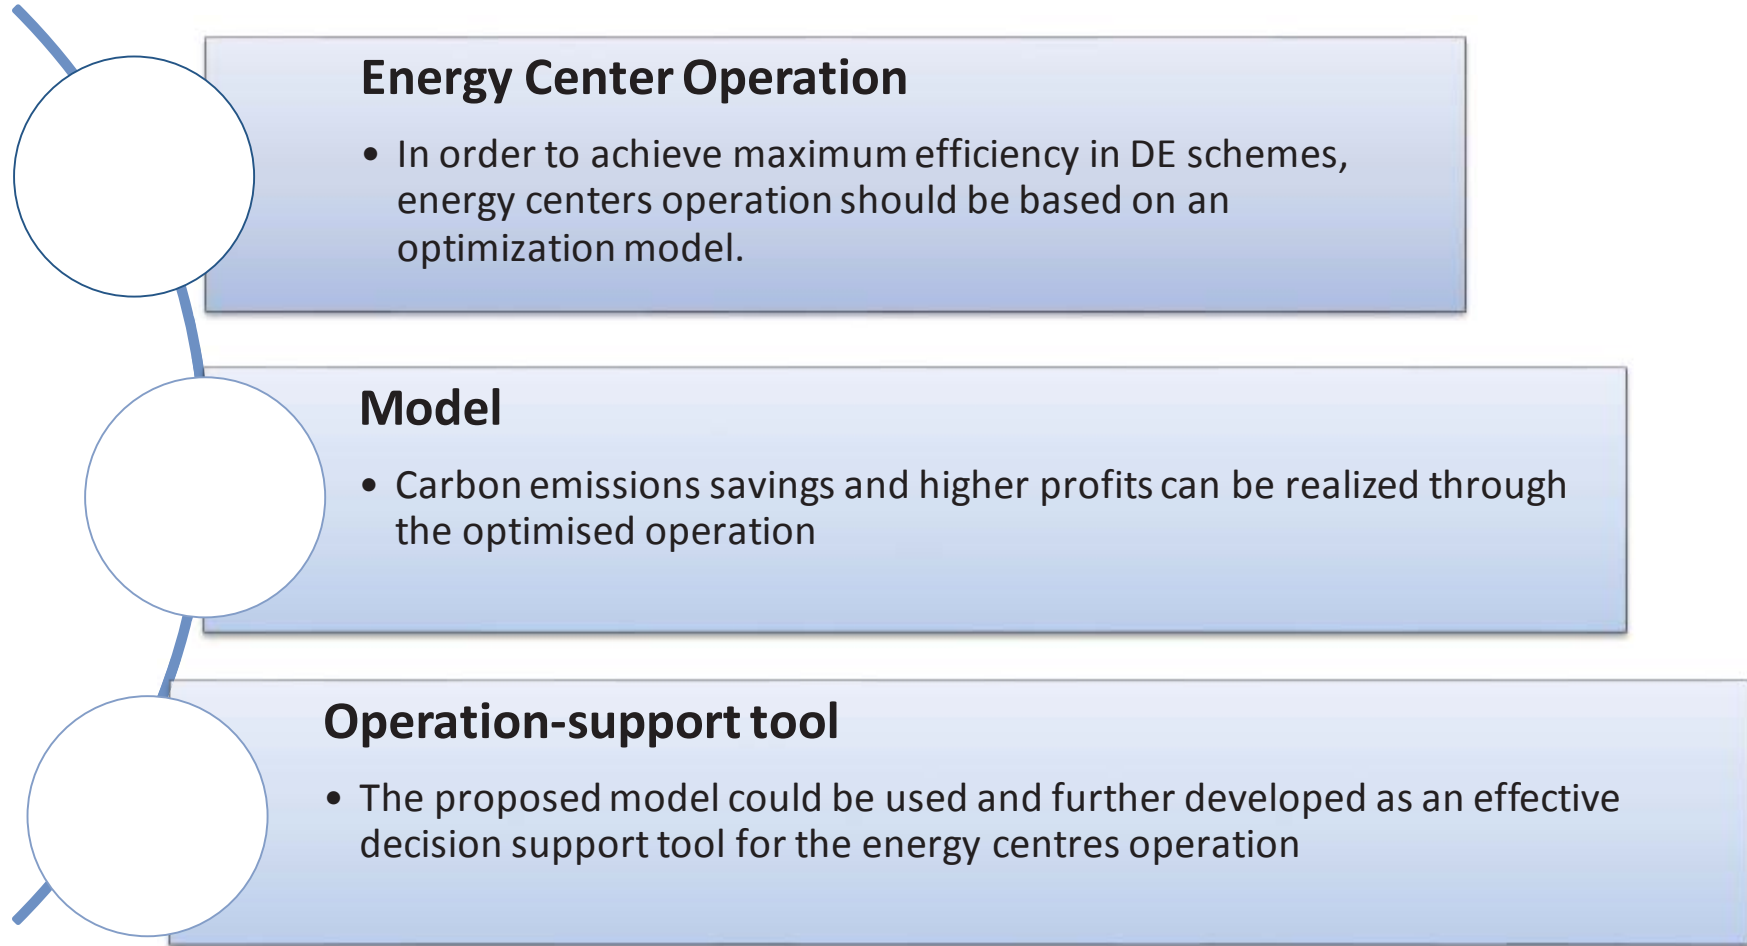 Energy Center Operation
• In order to achieve maximum efficiency in DE schemes,
energy centers operation should be based on an
optimization model.
Model
• Carbon emissions savings and higher profits can be realized through
the optimised operation
Operation-support tool
• The proposed model could be used and further developed as an effective
decision support tool for the energy centres operation